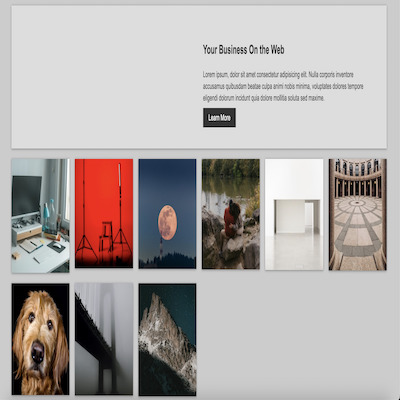 Your Business On the Web
Lorem ipsum, dolor sit amet consectetur adipisicing elit. Nulla corporis inventore
accusamus quibusdam beatae culpa animi nobis minima, voluptates dolores tempore
eligendi dolorum incidunt quia dolore mollitia soluta sed maxime.
Learn More